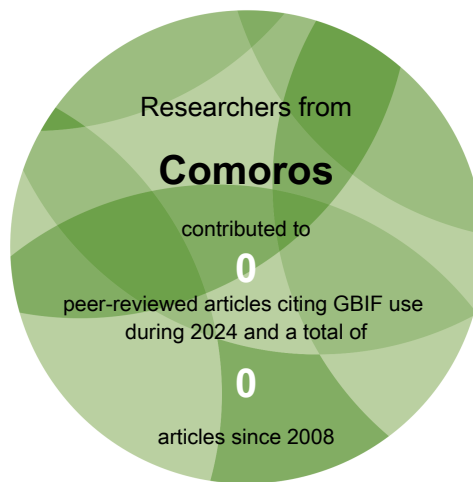 Researchers from
Comoros
contributed to
0
peer-reviewed articles citing GBIF use
during 2024 and a total of
0
articles since 2008